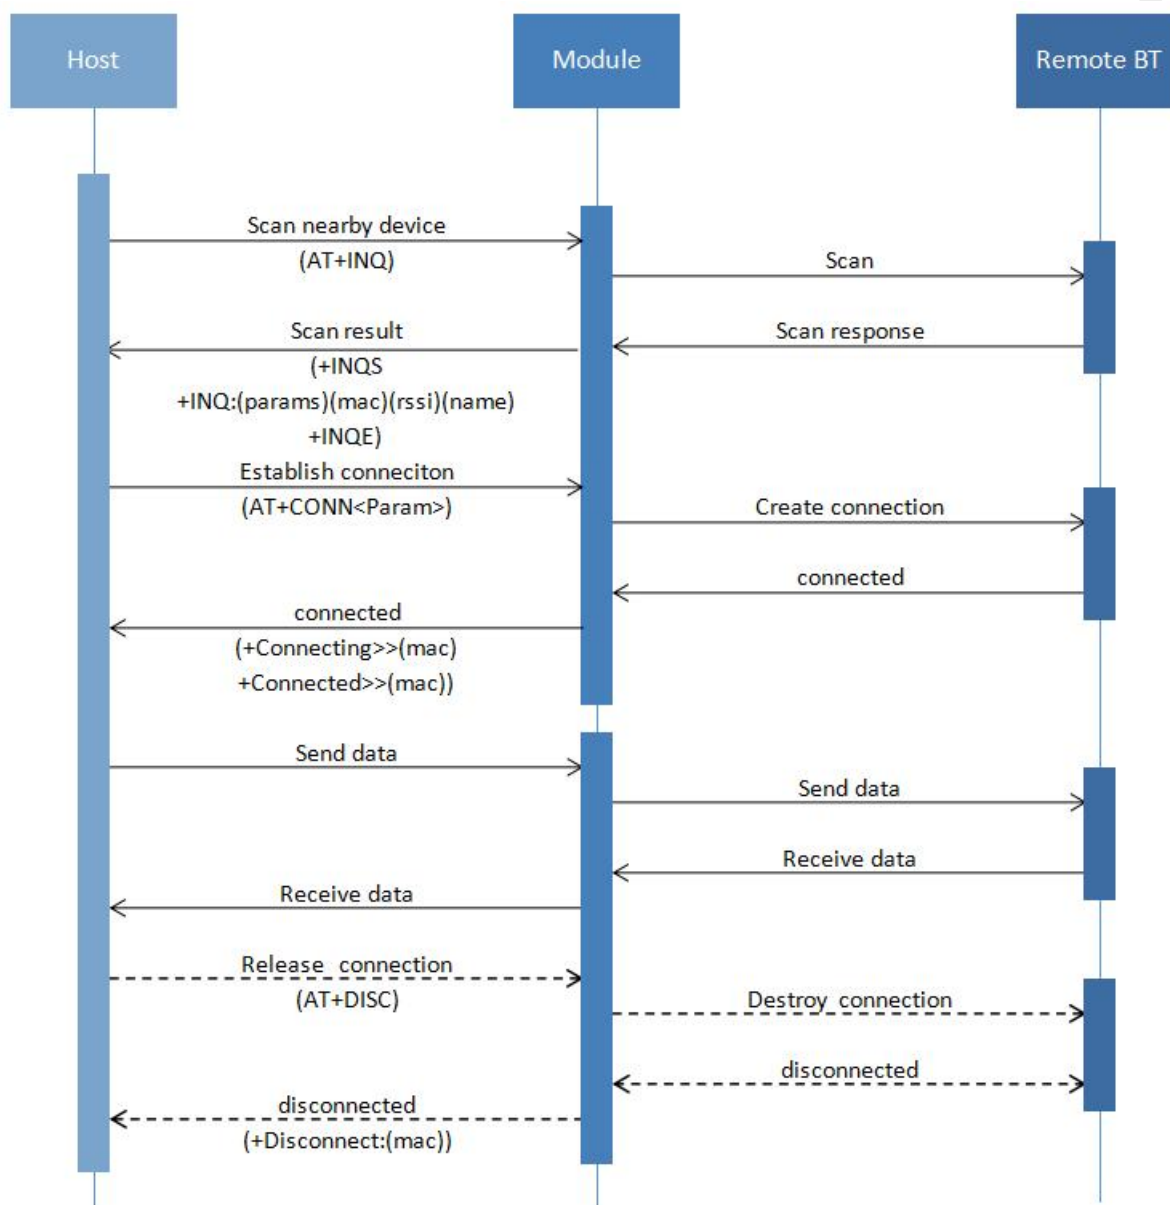 Host
Module
Remote BT
Scan nearby device
(AT+INQ)
Scan
Scan result
Scan response
(+INQS
+INQ:(params)(mac)(rssi)(name)
+INQE)
Establish conneciton
(AT+CONN<Param>)
Create connection
connected
connected
(+Connecting>>(mac)
+Connected>>(mac))
Send data
Send data
Receive data
Receive data
Release connection
(AT+DISC)
Destroy connection
disconnected
disconnected
(+Disconnect:(mac))